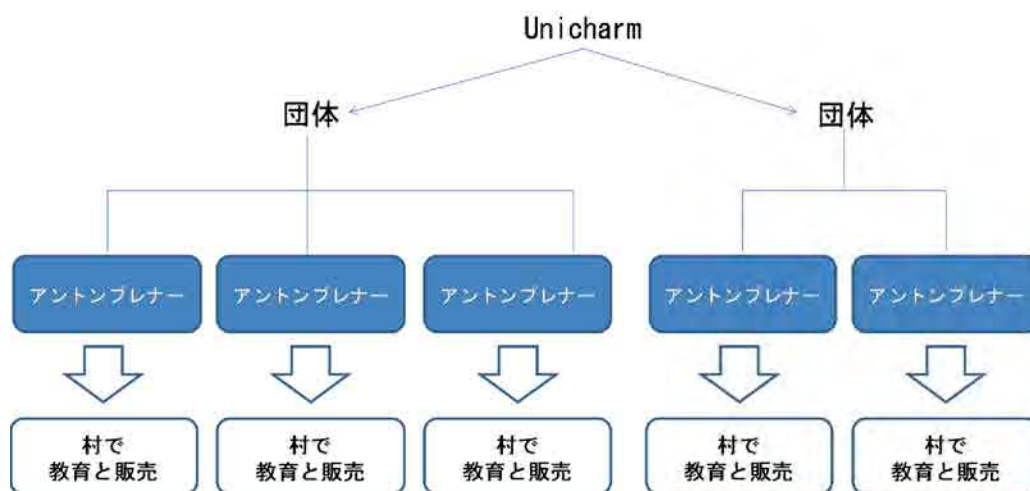 Unicharm
団体
団体
アントンプレナー
アントンプレナー
アントンプレナー
アントンプレナー
アントンプレナー
村で
教育と販売
村で
教育と販売
村で
教育と販売
村で
教育と販売
村で
教育と販売